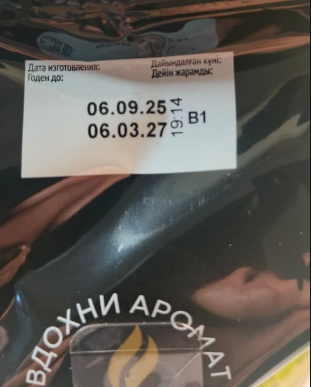 Дата изготовления: Дайындалған күні:
Годен до: Дейін жарамды:
06.09.25
06.03.27
19:14
B1
ВДОХНИ АРОМАТ